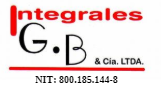 Integrales
G.B
& Cia. LTDA.
NIT: 800.185.144-8